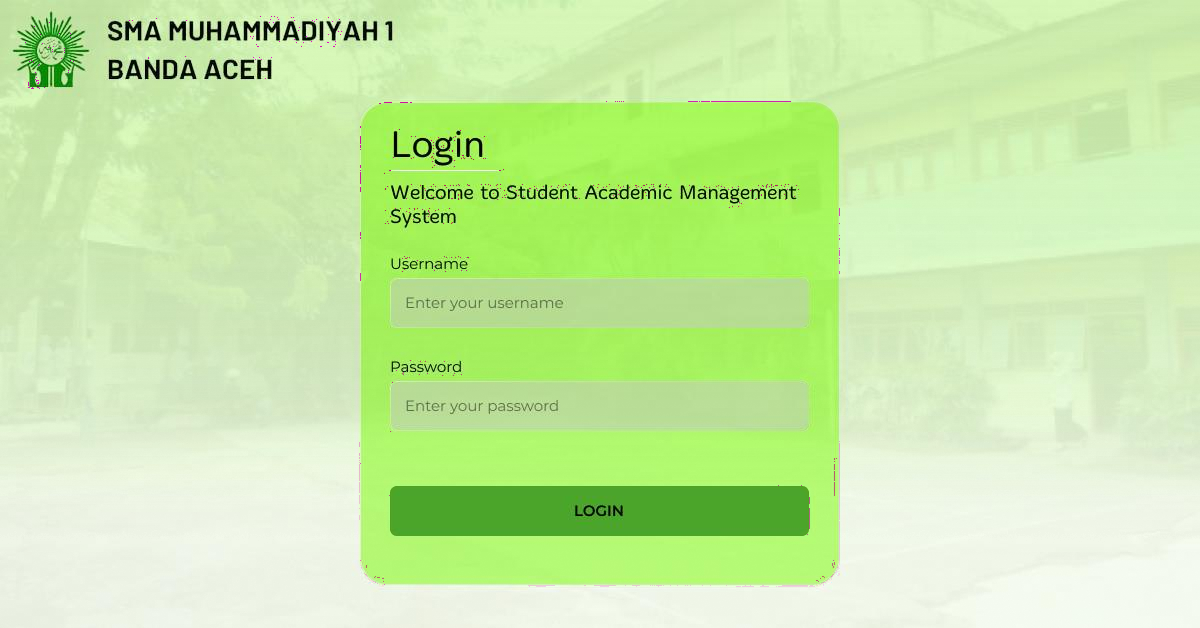 SMA MUHAMMADIYAH 1
BANDA ACEH
Login
Welcome to Student Academic Management
System
Username
Enter your username
Password
Enter your password
LOGIN